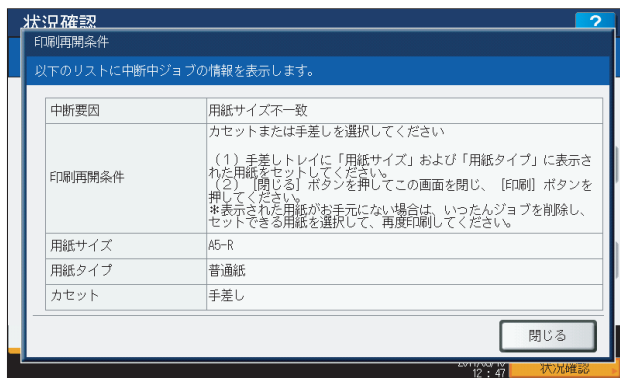 状況確認
?
印刷再開条件
以下のリストに中断中ジョブの情報を表示します。
中断要因 用紙サイズ不一致
カセットまたは手差しを選択してください
印刷再開条件
(1)手差しトレイに「用紙サイズ」および「用紙タイプ」に表示さ
れた用紙をセットしてください。
(2) [閉じる] ボタンを押してこの画面を閉じ、 [印刷] ボタンを
押してください。
*表示された用紙がお手元にない場合は、いったんジョブを削除し、
セットできる用紙を選択して、再度印刷してください。
用紙サイズ A5-R
用紙タイプ 普通紙
カセット 手差し
閉じる
12 : 47
状況確認